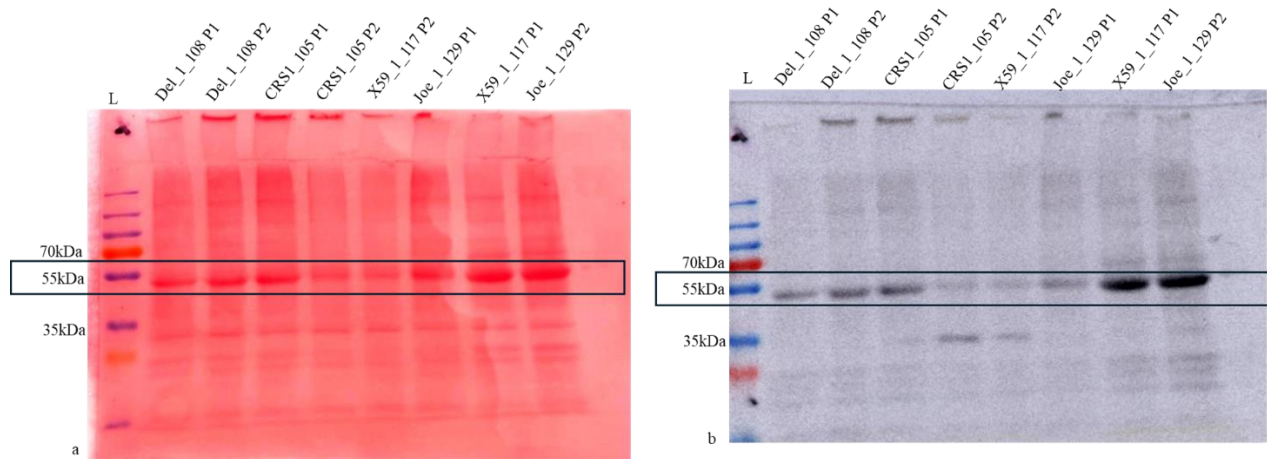 L
Del_1_108 P1
Del_1_108 P2
CRS1_105 P1
CRS1_105 P2
X59_1_117 P2
Joe_1_129 P1
X59_1_117 P1
Joe_1_129 P2
70kDa
55kDa
35kDa
a
L
Del_1_108 P1
Del_1_108 P2
CRS1_105 P1
CRS1_105 P2
X59_1_117 P2
Joe_1_129 P1
X59_1_117 P1
Joe_1_129 P2
70kDa
55kDa
35kDa
b